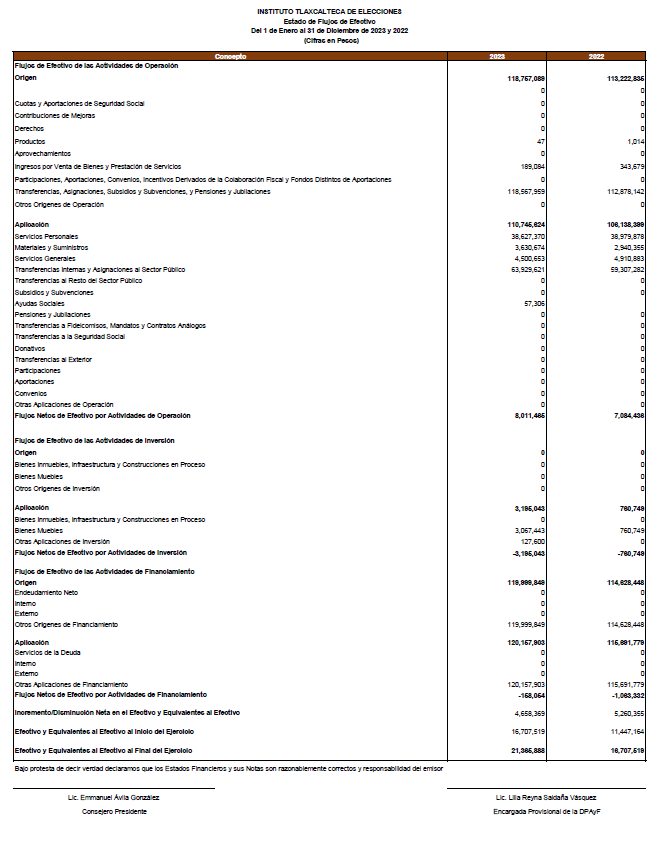 INSTITUTO TLAXCALTECA DE ELECCIONES
Estado de Flujos de Efectivo
Del 1 de Enero al 31 de Diciembre de 2023 y 2022
(Cifras en Pesos)
Concepto 2023 2022
Flujos de Efectivo de las Actividades de Operación
Origen 118,757,089 113,222,835
0 0
Cuotas y Aportaciones de Seguridad Social 0 0
Contribuciones de Mejoras 0 0
Derechos 0 0
Productos 47 1,014
Aprovechamientos 0 0
Ingresos por Venta de Bienes y Prestación de Servicios 189,084 343,679
Participaciones, Aportaciones, Convenios, Incentivos Derivados de la Colaboración Fiscal y Fondos Distintos de Aportaciones 0 0
Transferencias, Asignaciones, Subsidios y Subvenciones, y Pensiones y Jubilaciones 118,567,959 112,878,142
Otros Orígenes de Operación 0 0
Aplicación 110,745,624 106,138,399
Servicios Personales 38,627,370 38,979,878
Materiales y Suministros 3,630,674 2,940,355
Servicios Generales 4,500,653 4,910,883
Transferencias Internas y Asignaciones al Sector Público 63,929,621 59,307,282
Transferencias al Resto del Sector Público 0 0
Subsidios y Subvenciones 0 0
Ayudas Sociales 57,306
Pensiones y Jubilaciones 0 0
Transferencias a Fideicomisos, Mandatos y Contratos Análogos 0 0
Transferencias a la Seguridad Social 0 0
Donativos 0 0
Transferencias al Exterior 0 0
Participaciones 0 0
Aportaciones 0 0
Convenios 0 0
Otras Aplicaciones de Operación 0 0
Flujos Netos de Efectivo por Actividades de Operación 8,011,465 7,084,436
Flujos de Efectivo de las Actividades de Inversión
Origen 0 0
Bienes Inmuebles, Infraestructura y Construcciones en Proceso 0 0
Bienes Muebles 0 0
Otros Orígenes de Inversión 0 0
Aplicación 3,195,043 760,749
Bienes Inmuebles, Infraestructura y Construcciones en Proceso 0 0
Bienes Muebles 3,067,443 760,749
Otras Aplicaciones de Inversión 127,600 0
Flujos Netos de Efectivo por Actividades de Inversión -3,195,043 -760,749
Flujos de Efectivo de las Actividades de Financiamiento
Origen 119,999,849 114,628,448
Endeudamiento Neto 0 0
Interno 0 0
Externo 0 0
Otros Orígenes de Financiamiento 119,999,849 114,628,448
Aplicación 120,157,903 115,691,779
Servicios de la Deuda 0 0
Interno 0 0
Externo 0 0
Otras Aplicaciones de Financiamiento 120,157,903 115,691,779
Flujos Netos de Efectivo por Actividades de Financiamiento -158,054 -1,063,332
Incremento/Disminución Neta en el Efectivo y Equivalentes al Efectivo 4,658,369 5,260,355
Efectivo y Equivalentes al Efectivo al Inicio del Ejercicio 16,707,519 11,447,164
Efectivo y Equivalentes al Efectivo al Final del Ejercicio 21,365,888 16,707,519
Bajo protesta de decir verdad declaramos que los Estados Financieros y sus Notas son razonablemente correctos y responsabilidad del emisor
Lic. Emmanuel Ávila González Lic. Lilia Reyna Saldaña Vásquez
Consejero Presidente Encargada Provisional de la DPAyF